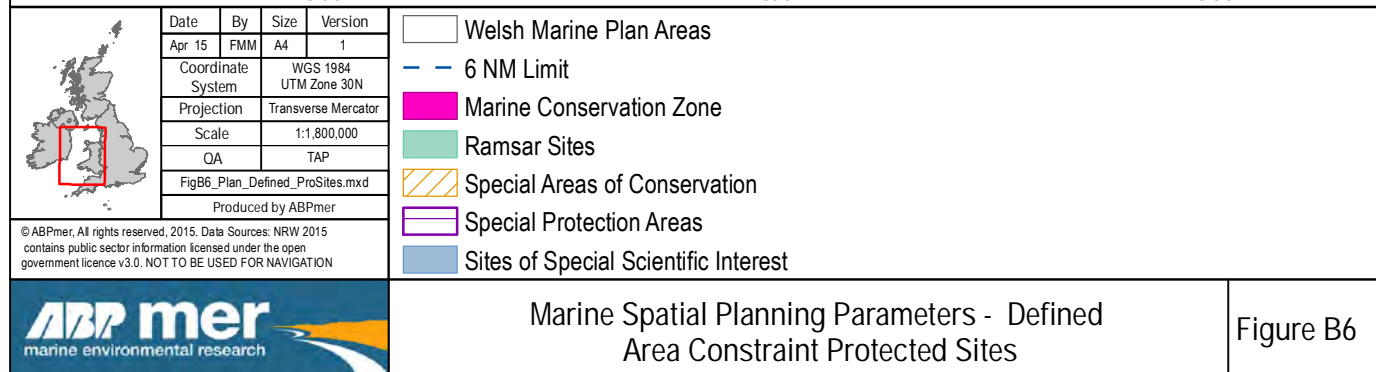 Date By Size Version
Apr 15 FMM A4 1
Coordinate System WGS 1984 UTM Zone 30N
Projection Transverse Mercator
Scale 1:1,800,000
QA TAP
FigB6_Plan_Defined_ProSites.mxd
Produced by ABPmer
© ABPmer, All rights reserved, 2015. Data Sources: NRW 2015
contains public sector information licensed under the open
government licence v3.0. NOT TO BE USED FOR NAVIGATION
Welsh Marine Plan Areas
6 NM Limit
Marine Conservation Zone
Ramsar Sites
Special Areas of Conservation
Special Protection Areas
Sites of Special Scientific Interest
ABP mer
marine environmental research
Marine Spatial Planning Parameters - Defined
Area Constraint Protected Sites
Figure B6